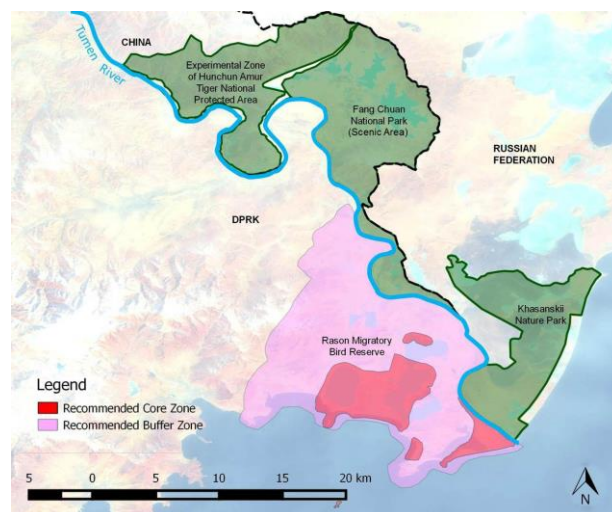 CHINA
Tumen River
Experimental Zone
of Hunchun Amur
Tiger National
Protected Area
Fang Chuan
National Park
(Scenic Area)
RUSSIAN
FEDERATION
DPRK
Khasanskii
Nature Park
Rason Migratory
Bird Reserve
Legend
Recommended Core Zone
Recommended Buffer Zone
5 0 5 10 15 20 km
N